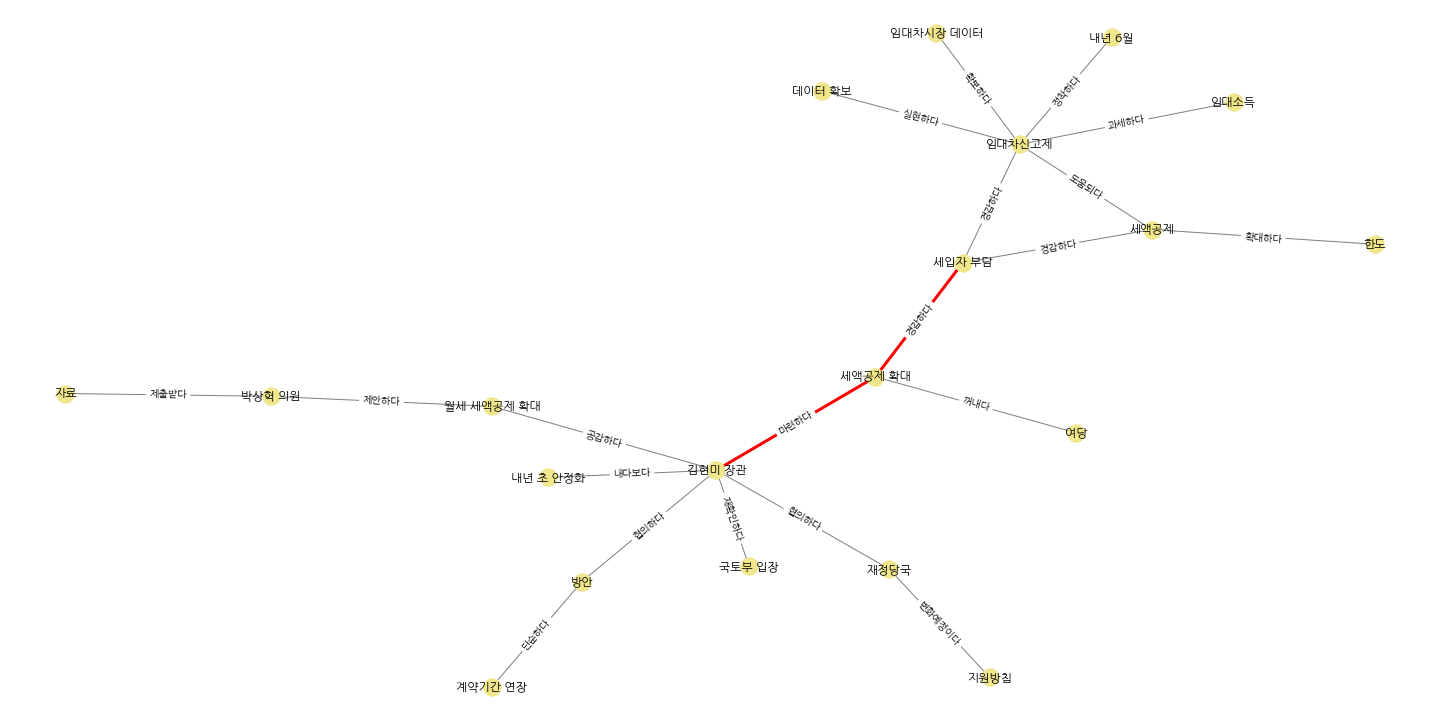 임대차시장 데이터
내년 6월
데이터 확보
확보하다
정착하다
임대소득
실현하다
과세하다
임대차신고제
경감하다
도움되다
세액공제
경감하다
확대하다
한도
세입자 부담
경감하다
세액공제 확대
자료
제출받다
박상혁 의원
제안하다
월세 세액공제 확대
마련하다
꺼내다
여당
공감하다
내년 초 안정화
내다보다
김현미 장관
협의하다
재확인하다
협의하다
방안
국토부 입장
재정당국
단순하다
변화예정이다
계약기간 연장
지원방침